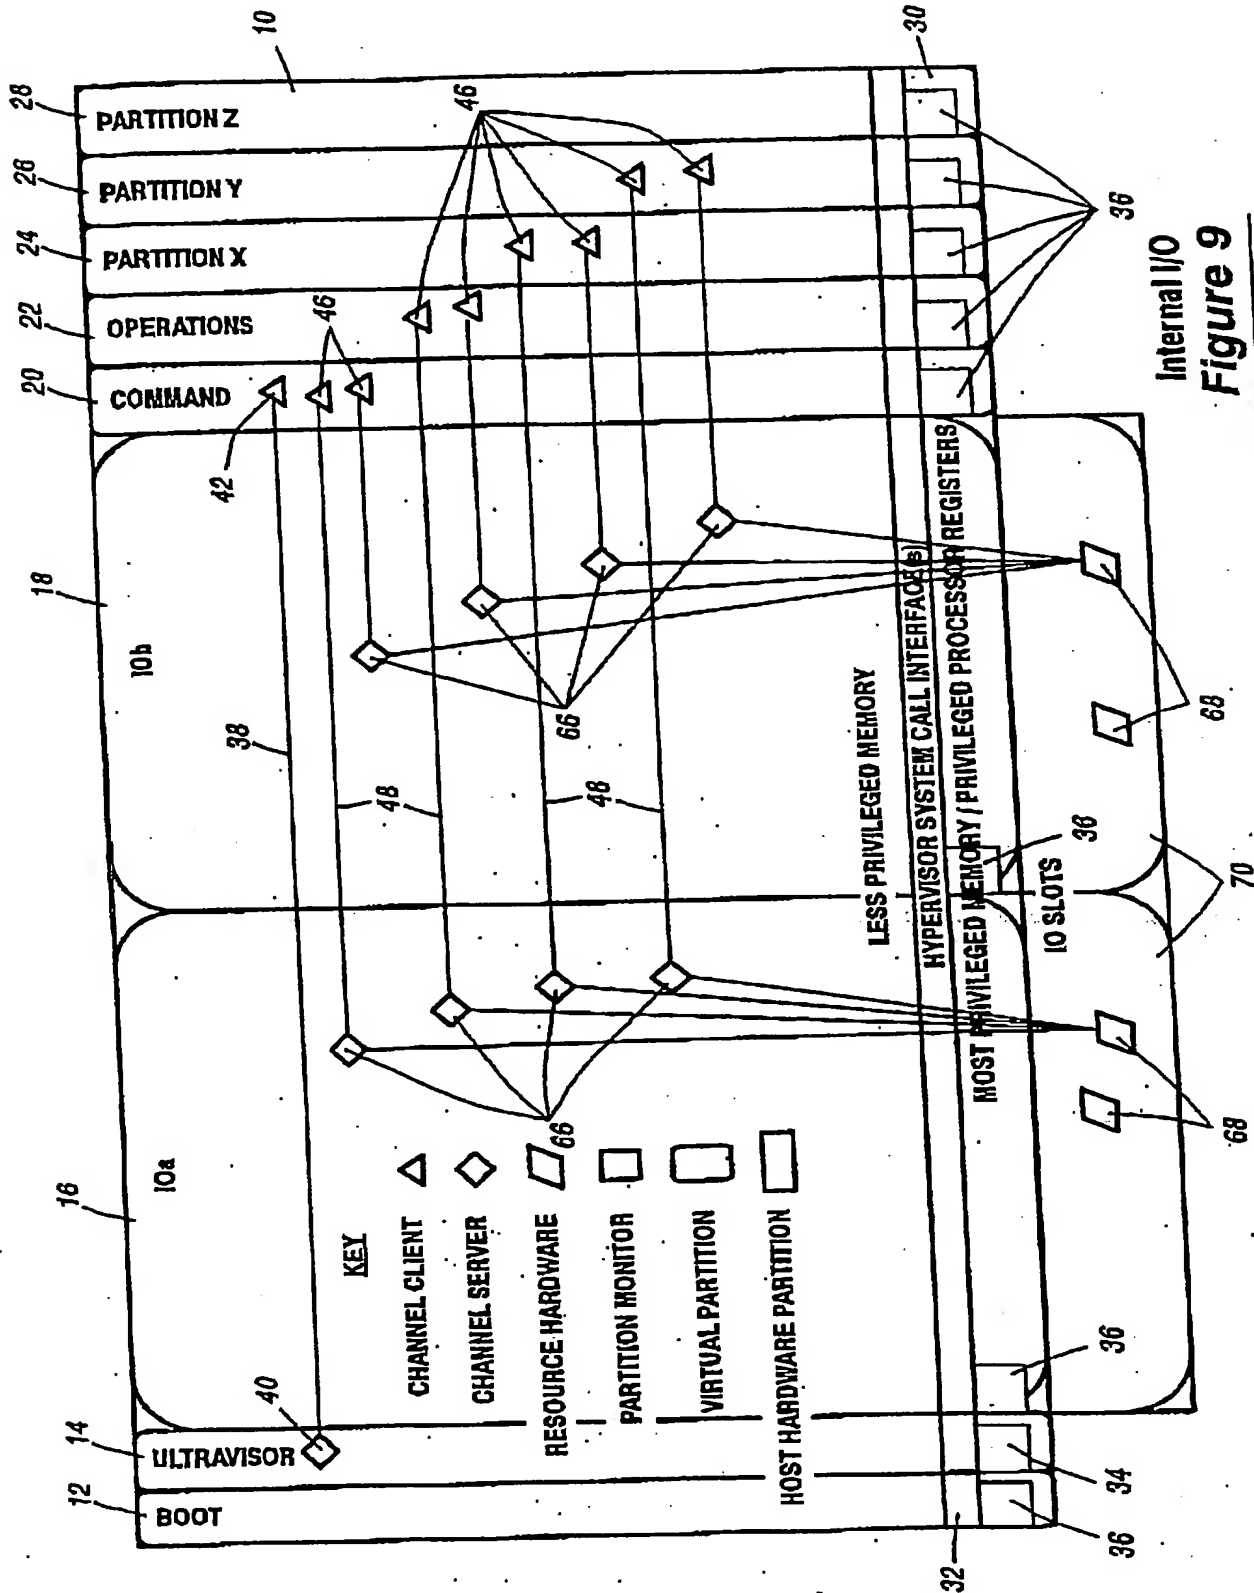 12
14
16
18
20
22
24
26
28
10
BOOT
ULTRAVISOR
IOa
IOb
COMMAND
OPERATIONS
PARTITION X
PARTITION Y
PARTITION Z
40
38
42
46
46
KEY
CHANNEL CLIENT
CHANNEL SERVER
RESOURCE HARDWARE
PARTITION MONITOR
VIRTUAL PARTITION
HOST HARDWARE PARTITION
48
48
66
66
LESS PRIVILEGED MEMORY
HYPERVISOR SYSTEM CALL INTERFACE(s)
MOST PRIVILEGED MEMORY / PRIVILEGED PROCESSOR REGISTERS
IO SLOTS
32
36
34
36
36
36
30
68
68
70
Internal I/O
Figure 9